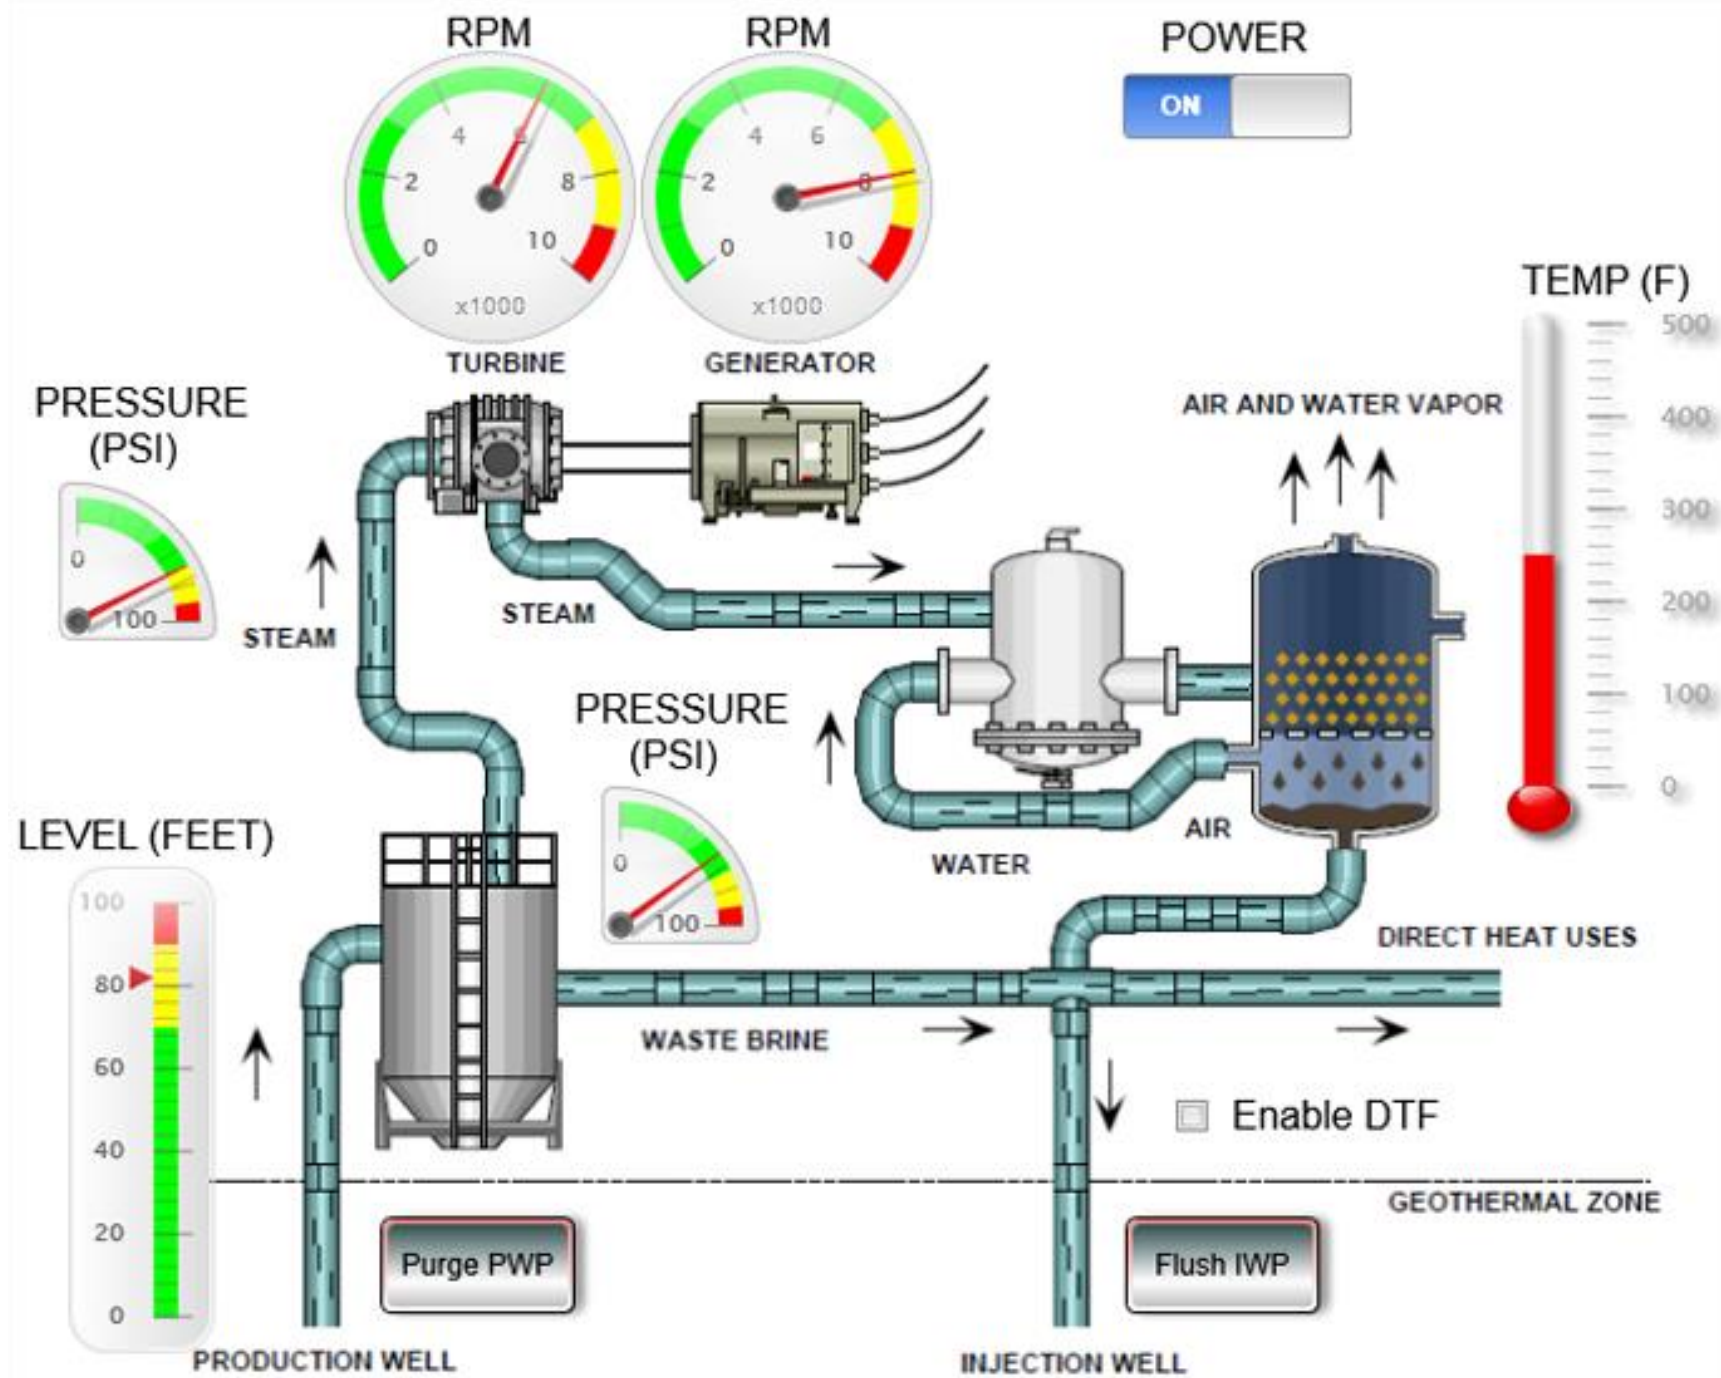 RPM
RPM
POWER
ON
4
6
2
8
0
10
x1000
4
6
2
8
0
10
x1000
TURBINE
GENERATOR
TEMP (F)
500
400
300
200
100
0
PRESSURE
(PSI)
0
100
AIR AND WATER VAPOR
STEAM
STEAM
PRESSURE
(PSI)
0
100
AIR
WATER
LEVEL (FEET)
100
80
60
40
20
0
DIRECT HEAT USES
WASTE BRINE
Enable DTF
GEOTHERMAL ZONE
Purge PWP
Flush IWP
PRODUCTION WELL
INJECTION WELL